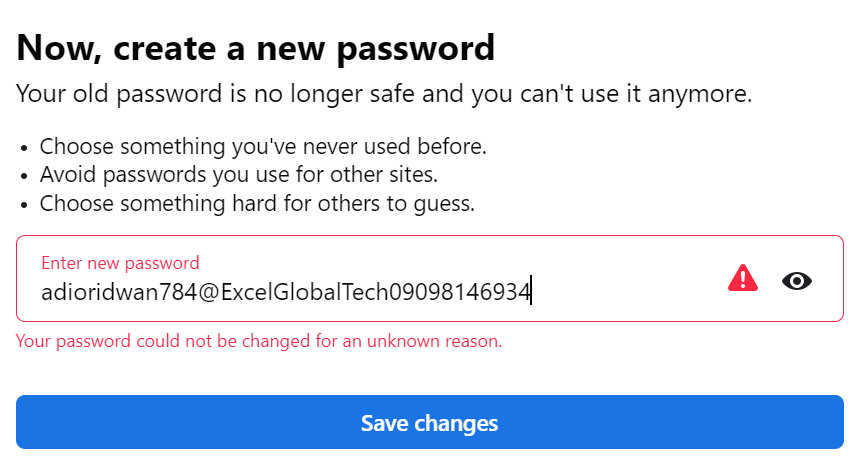 Now, create a new password
Your old password is no longer safe and you can't use it anymore.
• Choose something you've never used before.
• Avoid passwords you use for other sites.
• Choose something hard for others to guess.
Enter new password
adioridwan784@ExcelGlobalTech09098146934
Your password could not be changed for an unknown reason.
Save changes